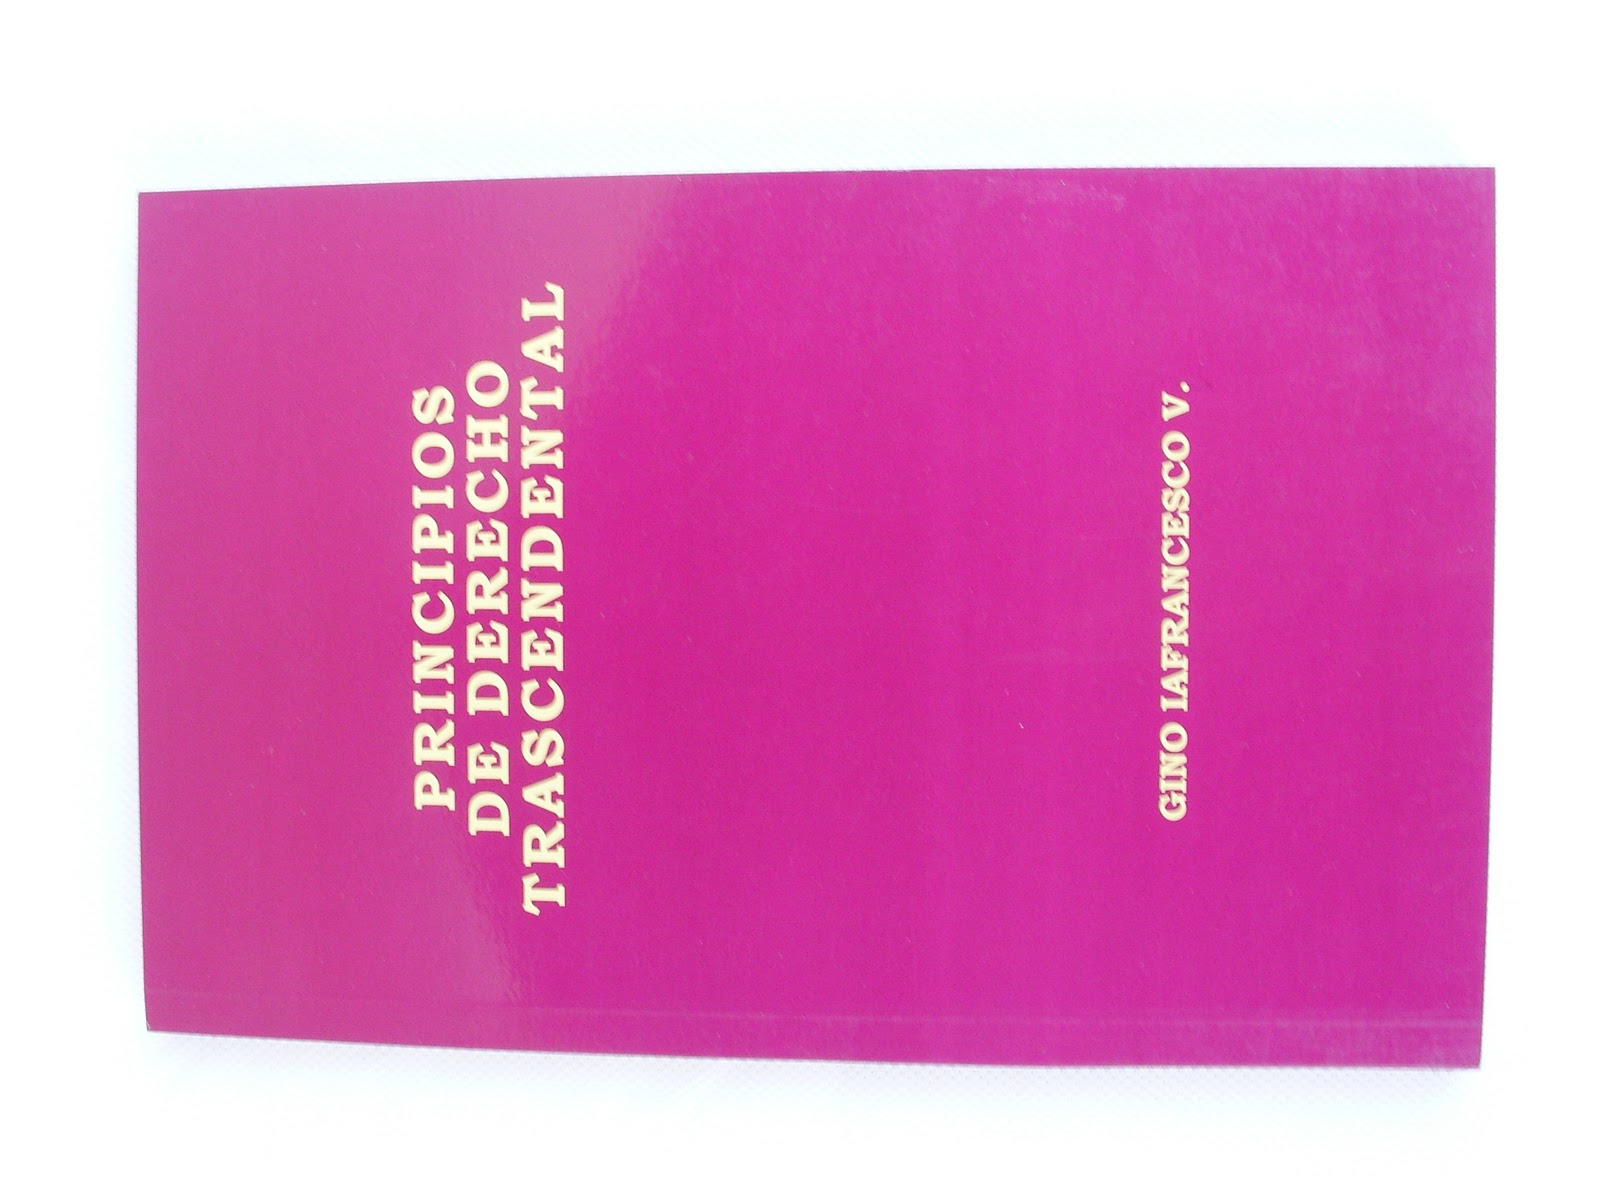 PRINCIPIOS
DE DERECHO
TRASCENDENTAL
GINO IAFRANCESCO V.